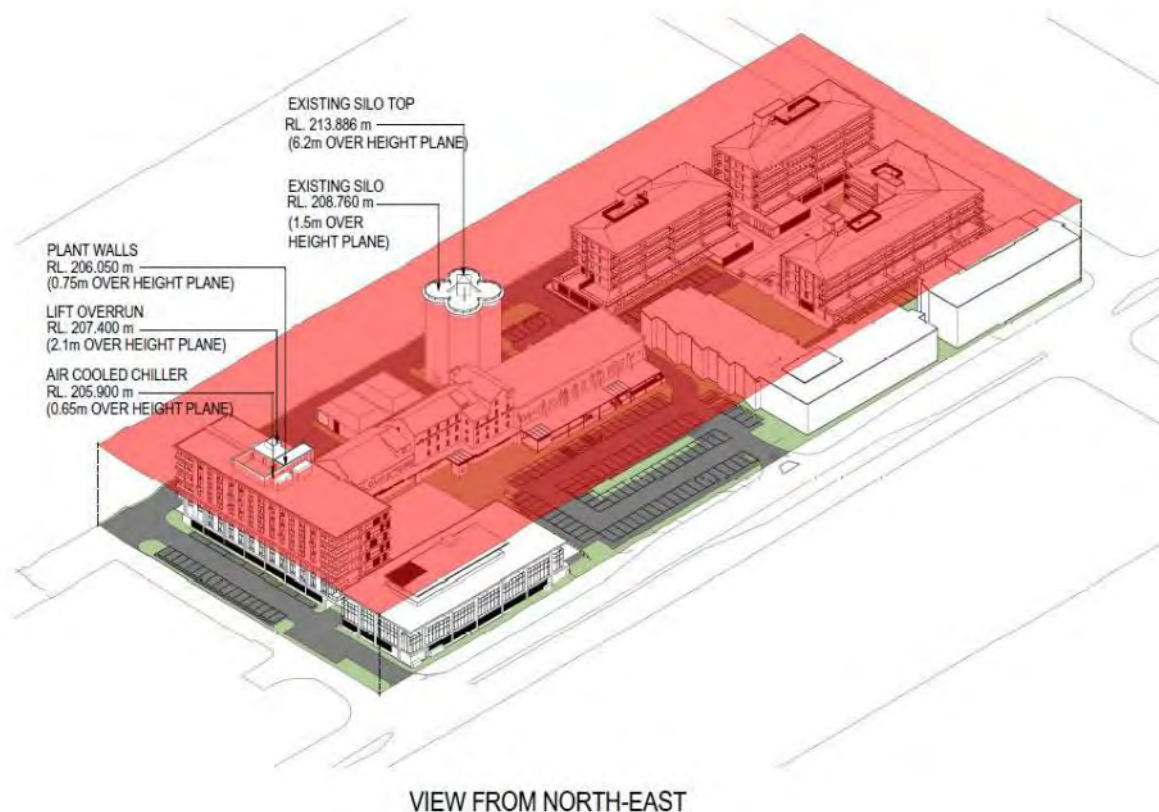 EXISTING SILO TOP
RL. 213.886 m
(6.2m OVER HEIGHT PLANE)
EXISTING SILO
RL. 208.760 m
(1.5m OVER
HEIGHT PLANE)
PLANT WALLS
RL. 206.050 m
(0.75m OVER HEIGHT PLANE)
LIFT OVERRUN
RL. 207.400 m
(2.1m OVER HEIGHT PLANE)
AIR COOLED CHILLER
RL. 205.900 m
(0.65m OVER HEIGHT PLANE)
VIEW FROM NORTH-EAST